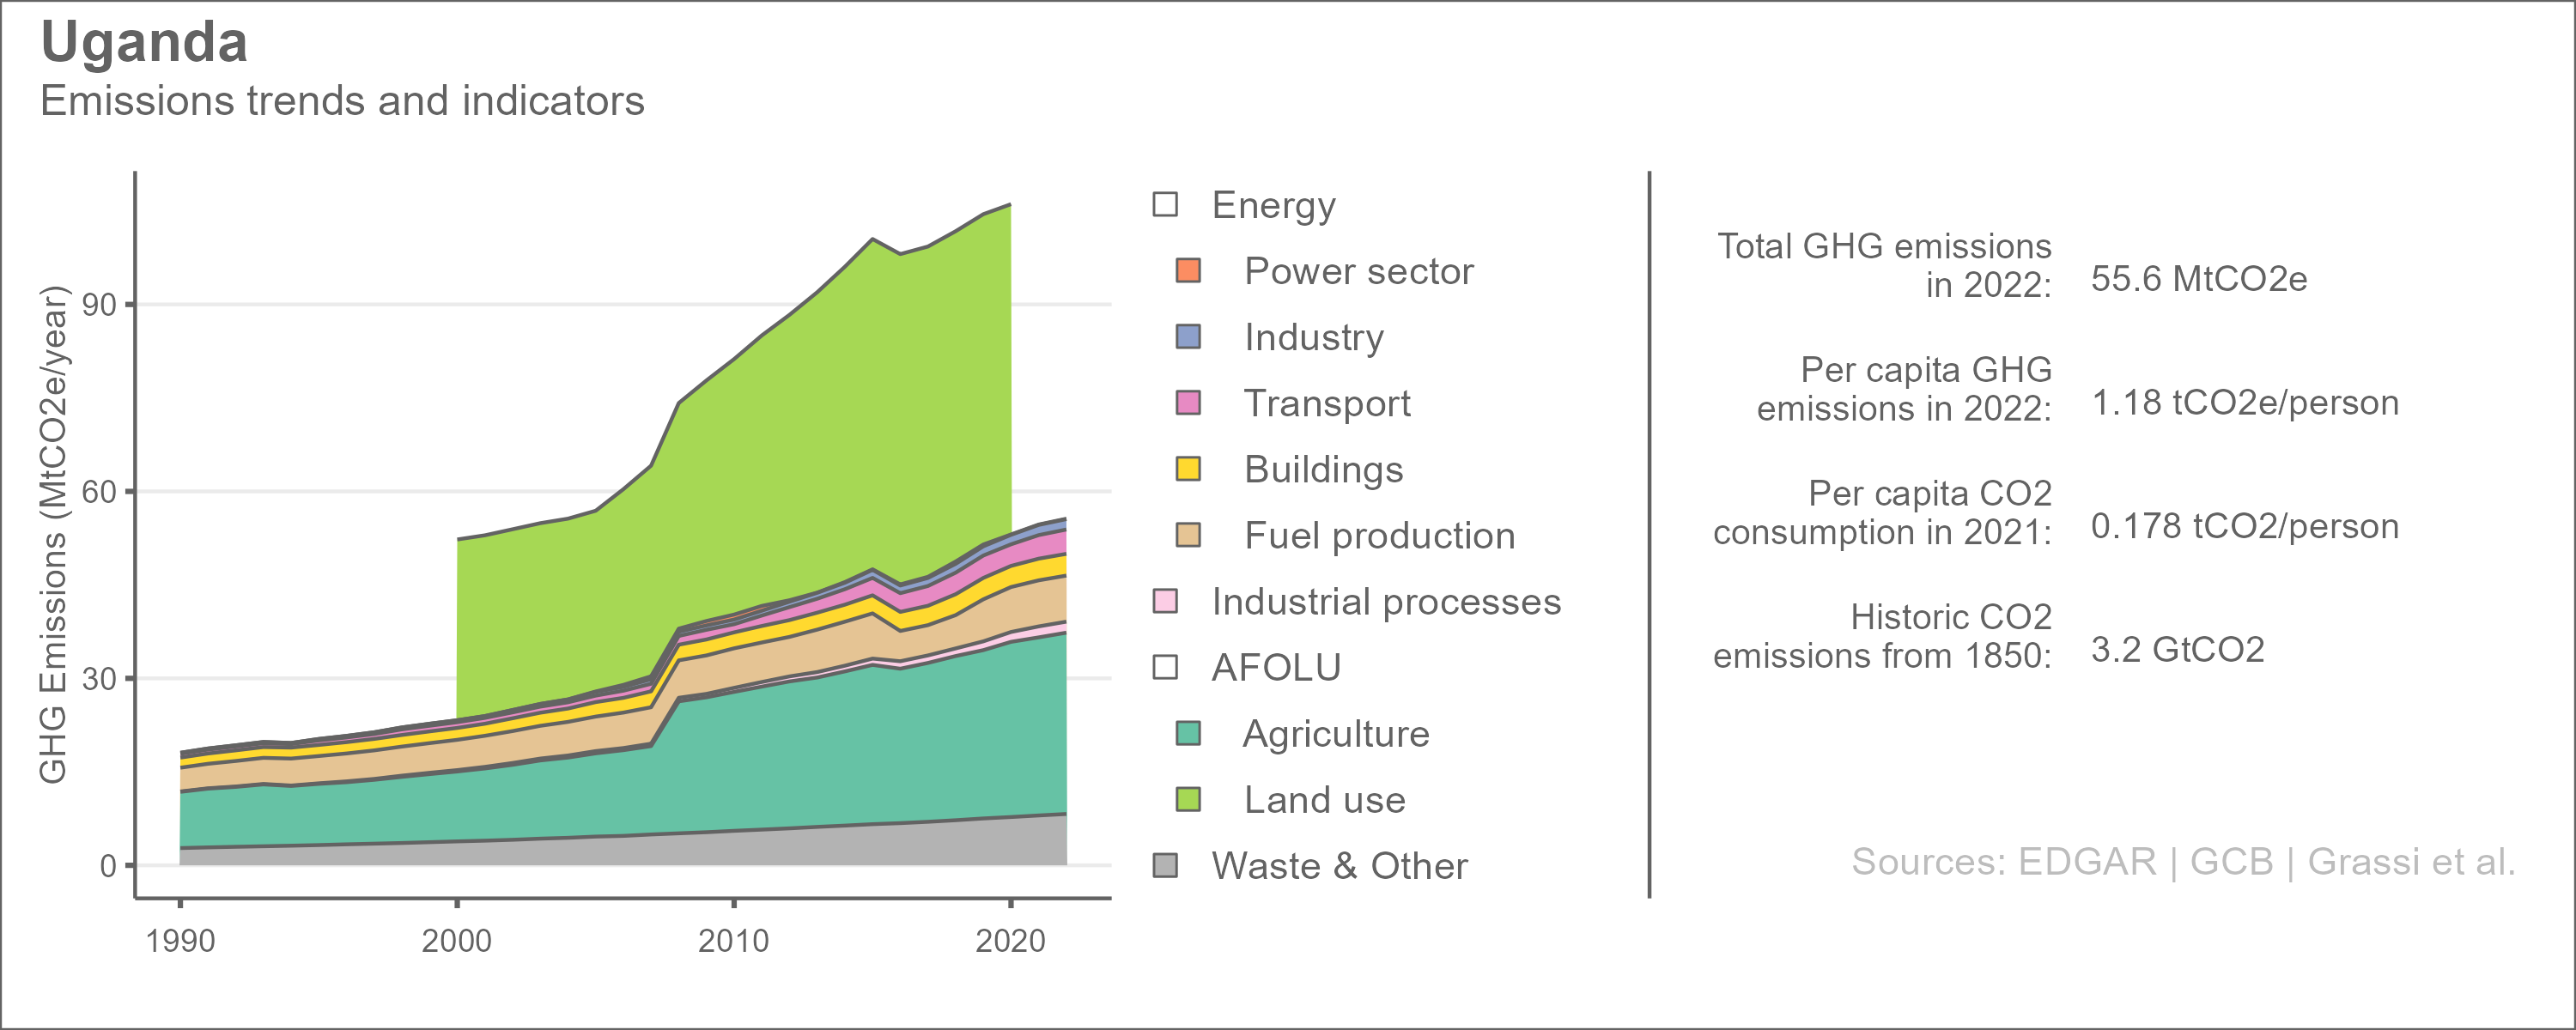 Uganda
Emissions trends and indicators
GHG Emissions (MtCO2e/year)
90
60
30
0
1990
2000
2010
2020
Energy
Power sector
Industry
Transport
Buildings
Fuel production
Industrial processes
AFOLU
Agriculture
Land use
Waste & Other
Total GHG emissions
in 2022:
55.6 MtCO2e
Per capita GHG
emissions in 2022:
1.18 tCO2e/person
Per capita CO2
consumption in 2021:
0.178 tCO2/person
Historic CO2
emissions from 1850:
3.2 GtCO2
Sources: EDGAR | GCB | Grassi et al.